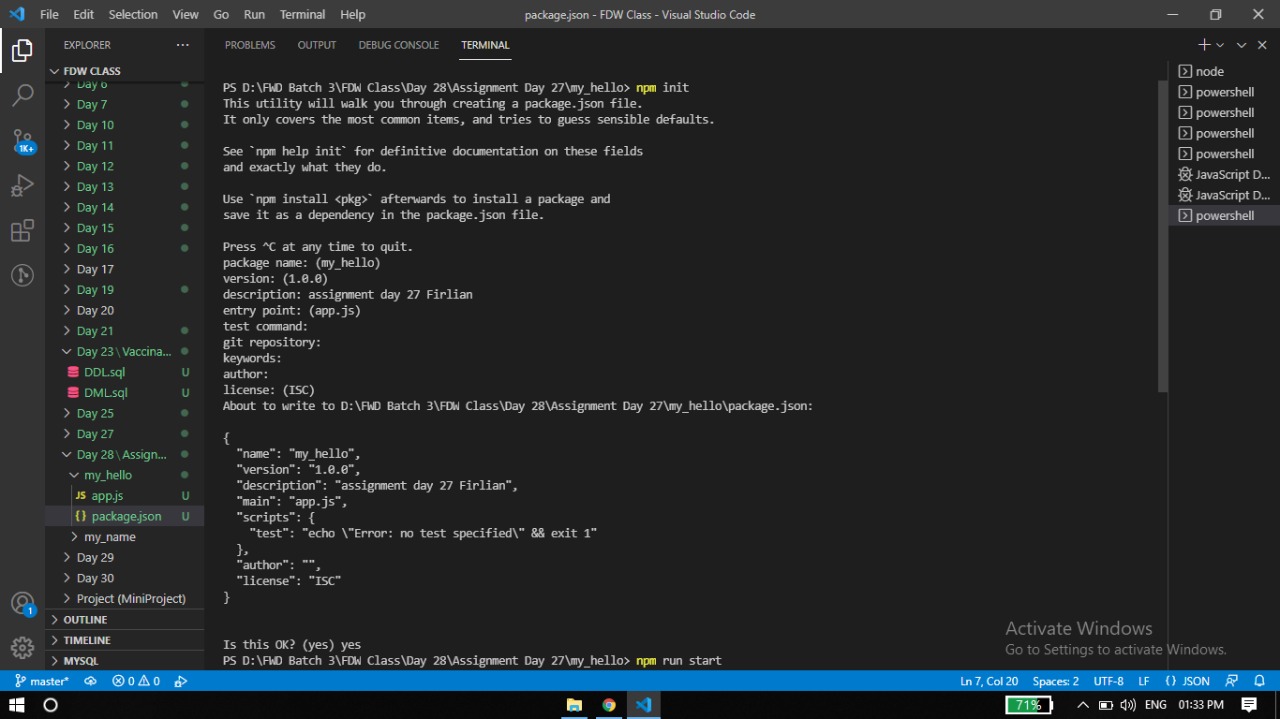 File Edit Selection View Go Run Terminal Help package.json - FDW Class - Visual Studio Code
EXPLORER
FDW CLASS
Day 6
Day 7
Day 10
Day 11
Day 12
Day 13
Day 14
Day 15
Day 16
Day 17
Day 19
Day 20
Day 21
Day 23 \ Vaccina...
DDL.sql U
DML.sql U
Day 25
Day 27
Day 28 \ Assign...
my_hello
JS app.js U
{} package.json U
my_name
Day 29
Day 30
Project (MiniProject)
OUTLINE
TIMELINE
MYSQL
1K+
1
PROBLEMS OUTPUT DEBUG CONSOLE TERMINAL
PS D:\FWD Batch 3\FDW Class\Day 28\Assignment Day 27\my_hello> npm init
This utility will walk you through creating a package.json file.
It only covers the most common items, and tries to guess sensible defaults.
See `npm help init` for definitive documentation on these fields
and exactly what they do.
Use `npm install <pkg>` afterwards to install a package and
save it as a dependency in the package.json file.
Press ^C at any time to quit.
package name: (my_hello)
version: (1.0.0)
description: assignment day 27 Firlian
entry point: (app.js)
test command:
git repository:
keywords:
author:
license: (ISC)
About to write to D:\FWD Batch 3\FDW Class\Day 28\Assignment Day 27\my_hello\package.json:
{
"name": "my_hello",
"version": "1.0.0",
"description": "assignment day 27 Firlian",
"main": "app.js",
"scripts": {
"test": "echo \"Error: no test specified\" && exit 1"
},
"author": "",
"license": "ISC"
}
Is this OK? (yes) yes
PS D:\FWD Batch 3\FDW Class\Day 28\Assignment Day 27\my_hello> npm run start
node
powershell
powershell
powershell
powershell
JavaScript D...
JavaScript D...
powershell
Activate Windows
Go to Settings to activate Windows.
master* 0 0 Ln 7, Col 20 Spaces: 2 UTF-8 LF {} JSON
71% ENG 01:33 PM